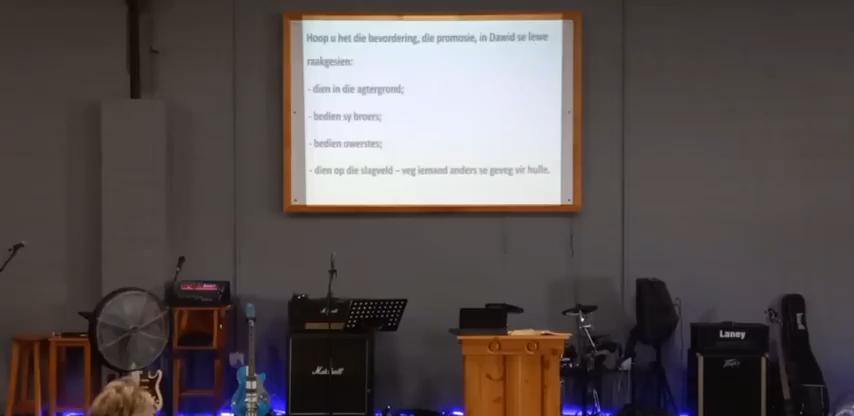 Hoop u het die bevordering, die promosie, in Dawid se lewe
raakgesien:
- dien in die agtergrond;
- bedien sy broers;
- bedien owerstes;
- dien op die slagveld – veg iemand anders se geveg vir hulle.
Marshall
Laney
Peavey